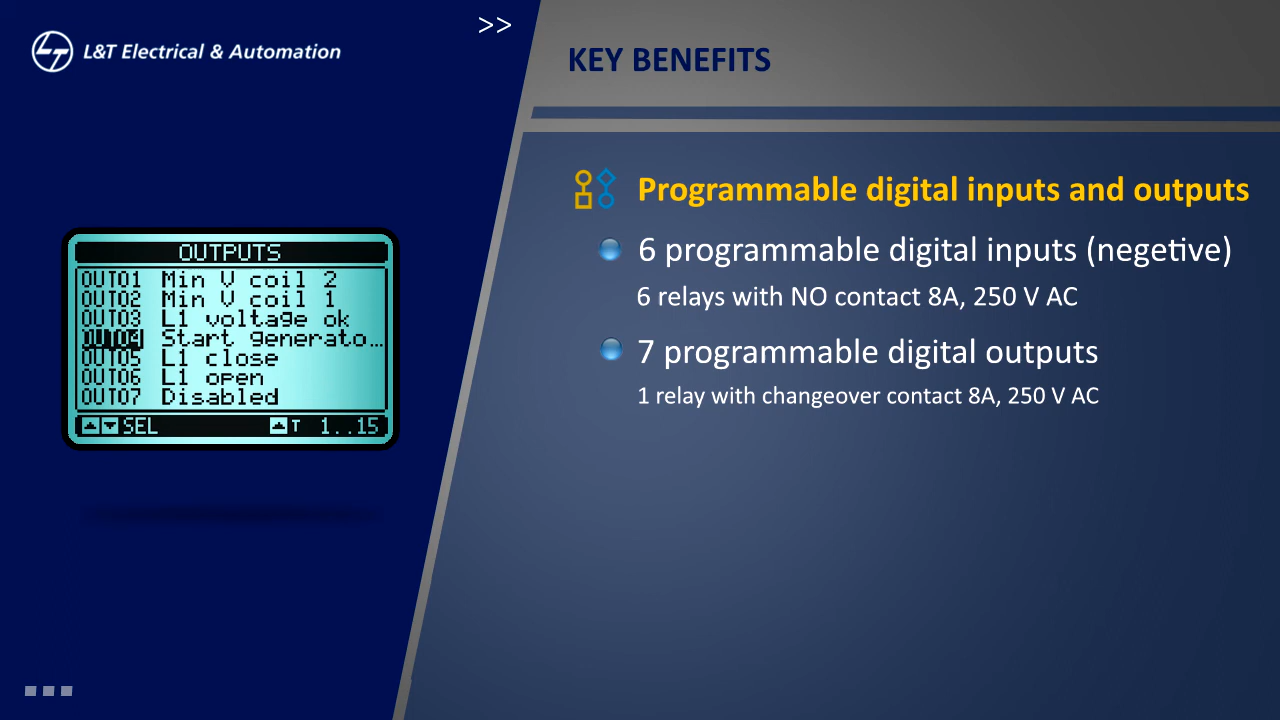 >>
L&T Electrical & Automation
KEY BENEFITS
Programmable digital inputs and outputs
6 programmable digital inputs (negetive)
6 relays with NO contact 8A, 250 V AC
7 programmable digital outputs
1 relay with changeover contact 8A, 250 V AC
OUTPUTS
OUT01 Min V coil 2
OUT02 Min V coil 1
OUT03 L1 voltage ok
OUT04 Start generato...
OUT05 L1 close
OUT06 L1 open
OUT07 Disabled
SEL T 1..15